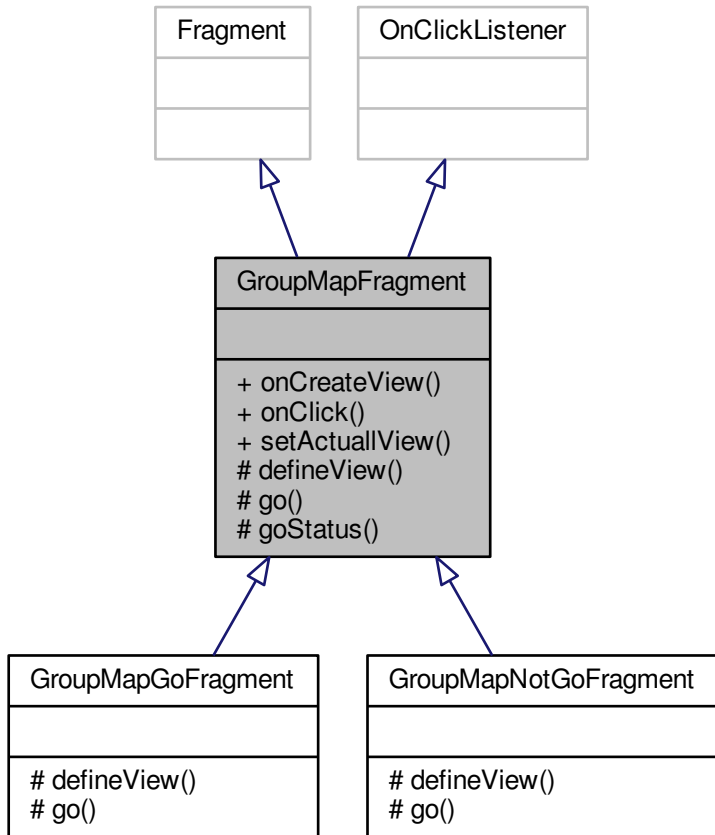 Fragment
OnClickListener
GroupMapFragment
+ onCreateView()
+ onClick()
+ setActuallView()
# defineView()
# go()
# goStatus()
GroupMapGoFragment
# defineView()
# go()
GroupMapNotGoFragment
# defineView()
# go()